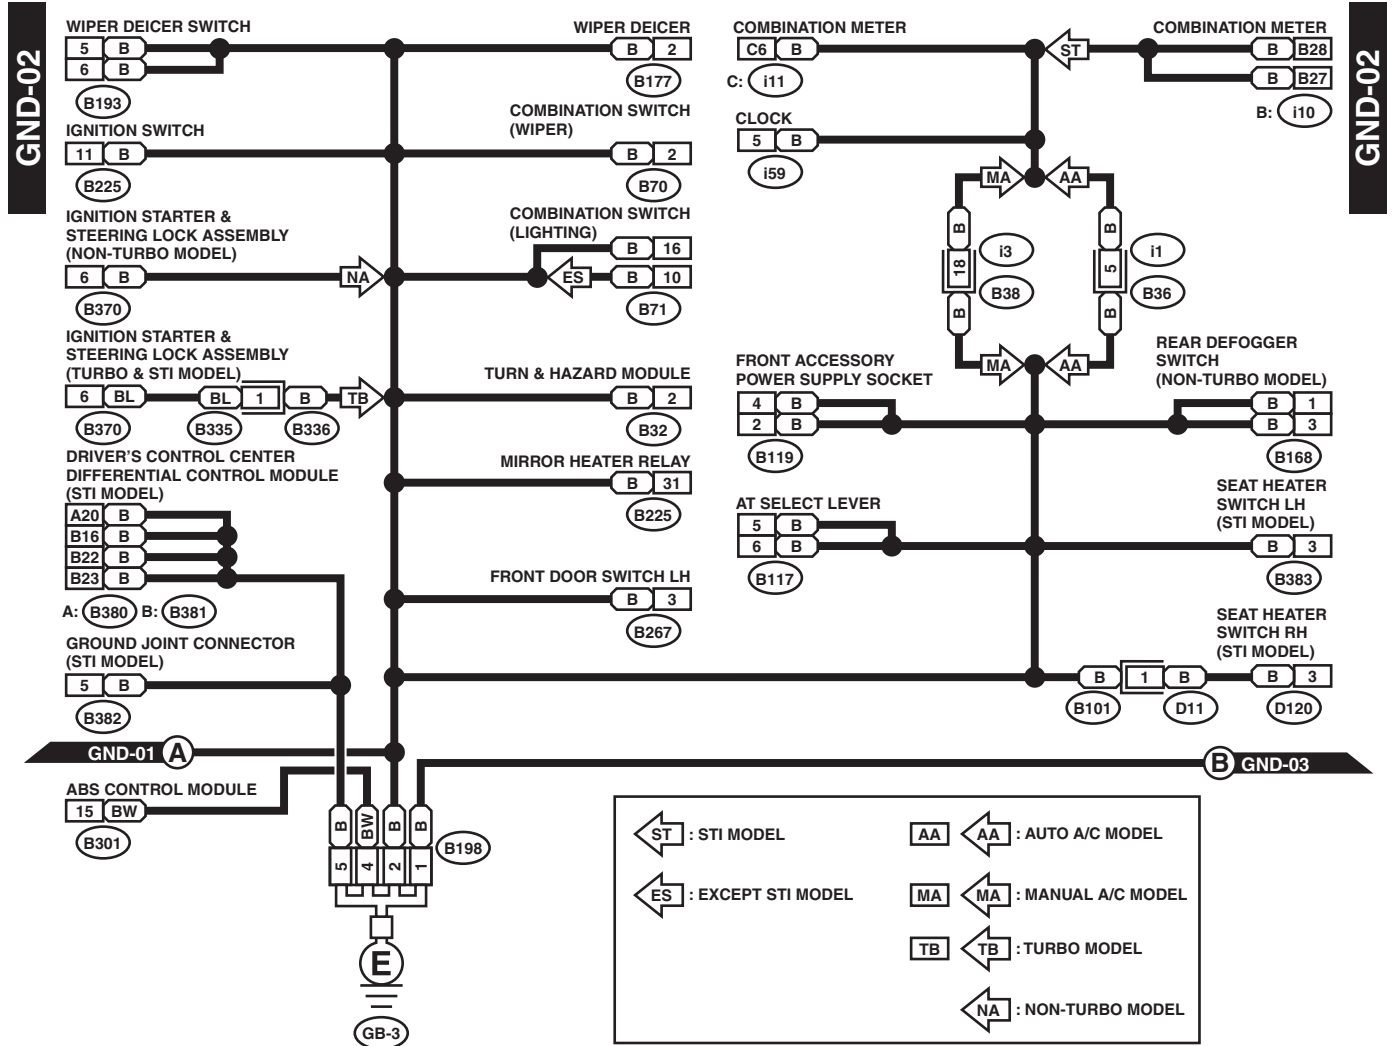 GND-02
WIPER DEICER SWITCH
5 B
6 B
B193
IGNITION SWITCH
11 B
B225
IGNITION STARTER &
STEERING LOCK ASSEMBLY
(NON-TURBO MODEL)
6 B
NA
B370
IGNITION STARTER &
STEERING LOCK ASSEMBLY
(TURBO & STI MODEL)
6 BL
BL 1 B
TB
B370
B335
B336
DRIVER'S CONTROL CENTER
DIFFERENTIAL CONTROL MODULE
(STI MODEL)
A20 B
B16 B
B22 B
B23 B
A: B380 B: B381
GROUND JOINT CONNECTOR
(STI MODEL)
5 B
B382
GND-01 A
ABS CONTROL MODULE
15 BW
B301
WIPER DEICER
B 2
B177
COMBINATION SWITCH
(WIPER)
B 2
B70
COMBINATION SWITCH
(LIGHTING)
B 16
ES
B 10
B71
TURN & HAZARD MODULE
B 2
B32
MIRROR HEATER RELAY
B 31
B225
FRONT DOOR SWITCH LH
B 3
B267
B BW B B
5 4 2 1
B198
E
GB-3
COMBINATION METER
C6 B
C: i11
CLOCK
5 B
i59
ST
COMBINATION METER
B B28
B B27
B: i10
MA
AA
B
18
B
i3
B38
B
5
B
i1
B36
MA
AA
FRONT ACCESSORY
POWER SUPPLY SOCKET
4 B
2 B
B119
REAR DEFOGGER
SWITCH
(NON-TURBO MODEL)
B 1
B 3
B168
AT SELECT LEVER
5 B
6 B
B117
SEAT HEATER
SWITCH LH
(STI MODEL)
B 3
B383
SEAT HEATER
SWITCH RH
(STI MODEL)
B 1 B
B 3
B101
D11
D120
B GND-03
ST : STI MODEL
ES : EXCEPT STI MODEL
AA AA : AUTO A/C MODEL
MA MA : MANUAL A/C MODEL
TB TB : TURBO MODEL
NA : NON-TURBO MODEL
GND-02